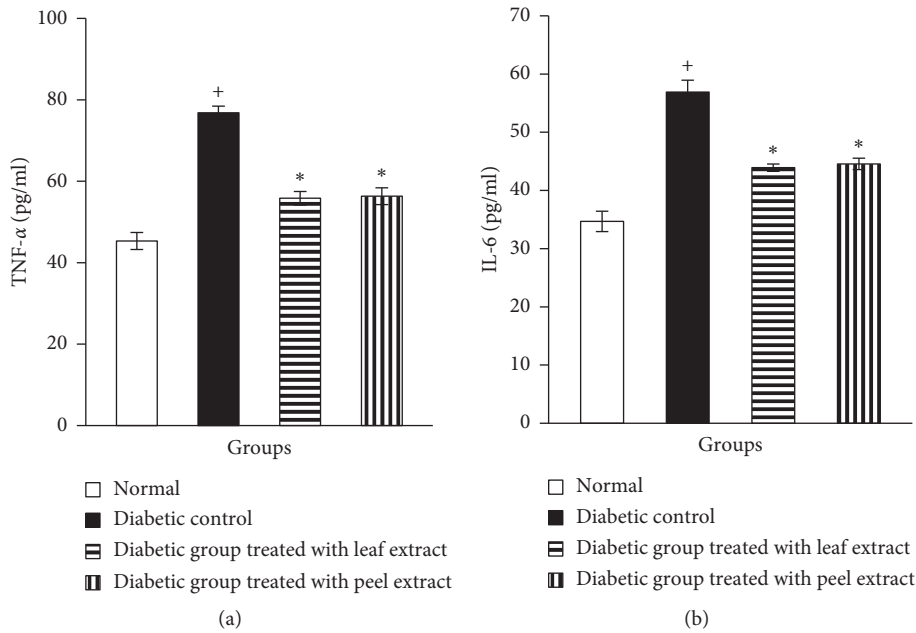 100
80
60
40
20
0
TNF-α (pg/ml)
+
*
*
Groups
Normal
Diabetic control
Diabetic group treated with leaf extract
Diabetic group treated with peel extract
(a)
70
60
50
40
30
20
10
0
IL-6 (pg/ml)
+
*
*
Groups
Normal
Diabetic control
Diabetic group treated with leaf extract
Diabetic group treated with peel extract
(b)